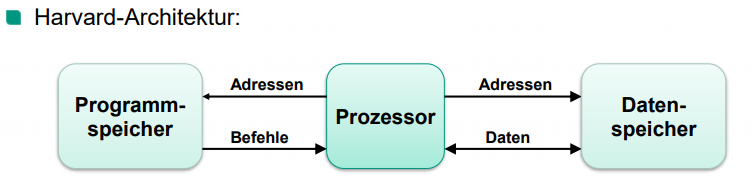 Harvard-Architektur:
Programm-
speicher
Adressen
Befehle
Prozessor
Adressen
Daten
Daten-
speicher